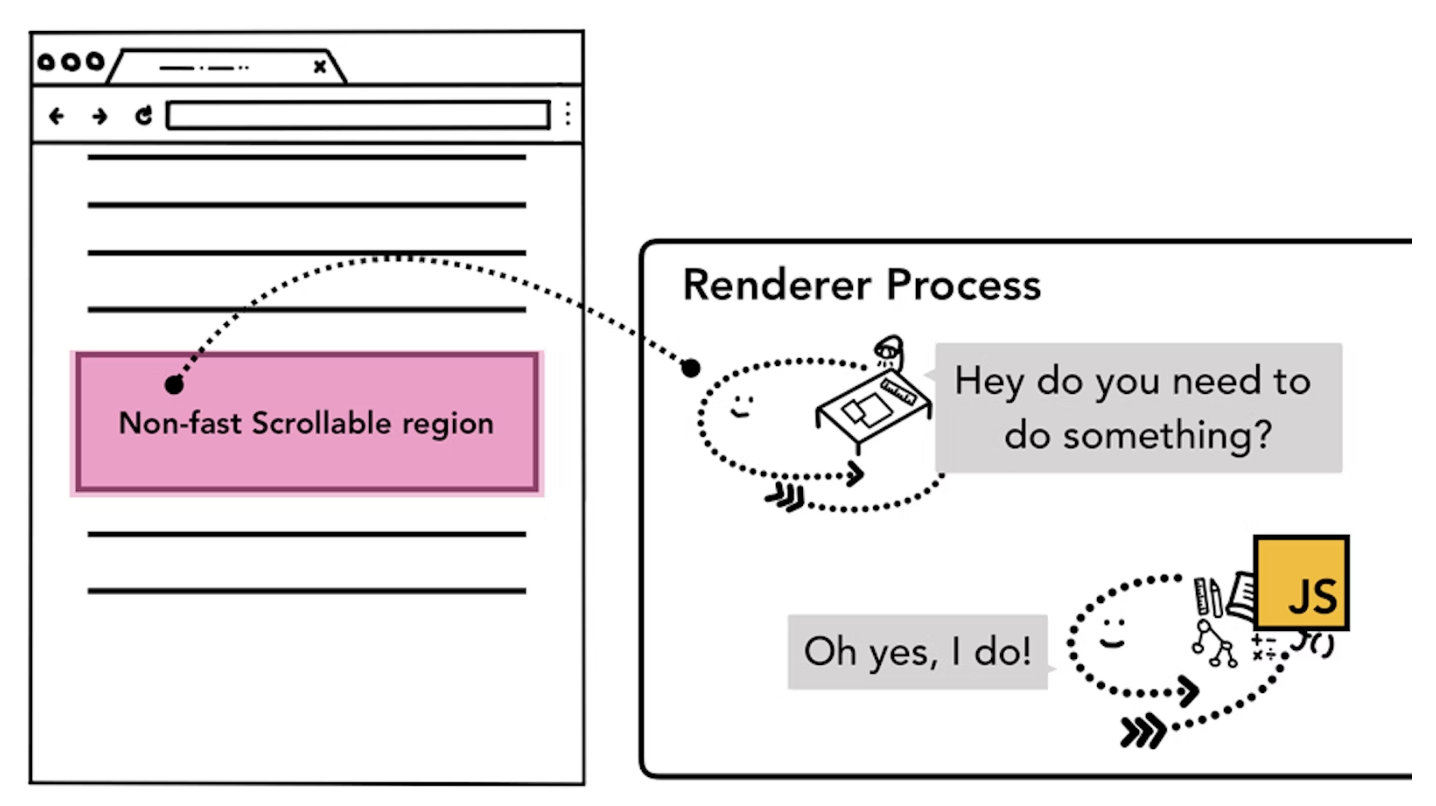 Non-fast Scrollable region
Renderer Process
Hey do you need to
do something?
Oh yes, I do!
JS